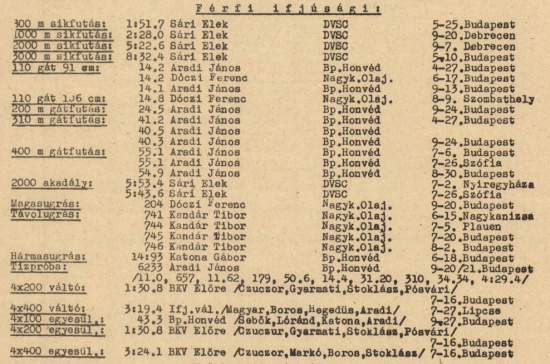 Férfi ifjúsági:
800 m síkfutás: 1:51.7 Sári Elek DVSC 5-25.Budapest
1000 m síkfutás: 2:28.0 Sári Elek DVSC 9-20. Debrecen
2000 m síkfutás: 5:22.6 Sári Elek DVSC 9-7. Debrecen
3000 m síkfutás: 8:32.4 Sári Elek DVSC 5-10.Budapest
110 gát 91 cm: 14.2 Aradi János Bp.Honvéd 4-27.Budapest
14.2 Dóczi Ferenc Nagyk.Olaj. 6-17.Budapest
14.1 Aradi János Bp.Honvéd 9-13.Budapest
110 gát 106 cm: 14.8 Dóczi Ferenc Nagyk.Olaj. 8-9. Szombathely
200 m gátfutás: 24.5 Aradi János Bp.Honvéd 9-24.Budapest
310 m gátfutás: 41.2 Aradi János Bp.Honvéd 4-27.Budapest
40.5 Aradi János Bp.Honvéd
40.3 Aradi János Bp.Honvéd 9-24.Budapest
400 m gátfutás: 55.1 Aradi János Bp.Honvéd 7-6. Budapest
55.1 Aradi János Bp.Honvéd 7-26.Szófia
54.9 Aradi János Bp.Honvéd 8-30.Budapest
2000 akadály: 5:53.4 Sári Elek DVSC 7-2. Nyiregyháza
5:43.6 Sári Elek DVSC 7-26.Szófia
Magasugrás: 204 Dóczi Ferenc Nagyk.Olaj. 9-20.Budapest
Távolugrás: 741 Kandár Tibor Nagyk.Olaj. 6-15.Nagykanizsa
744 Kandár Tibor Nagyk.Olaj. 7-5. Plauen
745 Kandár Tibor Nagyk.Olaj. 7-20.Budapest
746 Kandár Tibor Nagyk.Olaj. 8-2. Budapest
Hármasugrás: 14:93 Katona Gábor Bp.Honvéd 6-18.Budapest
Tízpróba: 6233 Aradi János Bp.Honvéd 9-20/21.Budapest
/11.0, 657, 11.62, 179, 50.6, 14.4, 31.20, 310, 34.34, 4:29.4/
4x200 váltó: 1:30.8 BKV Előre /Czuczor,Gyarmati,Stoklász,Pósvári/
7-16.Budapest
4x400 váltó: 3:19.4 Ifj.vál./Magyar,Boros,Hegedüs,Aradi/ 7-27.Lipcse
4x100 egyesül.: 43.3 Bp.Honvéd /Sebők,Lóránd,Katona,Aradi/ 9-27.Budapest
4x200 egyesül.: 1:30.8 BKV Előre /Czuczor,Gyarmati,Stoklász,Pósvári/
7-16.Budapest
4x400 egyesül.: 3:24.1 BKV Előre /Czuczor,Markó,Boros,Stoklász/ 7-16.Budapest